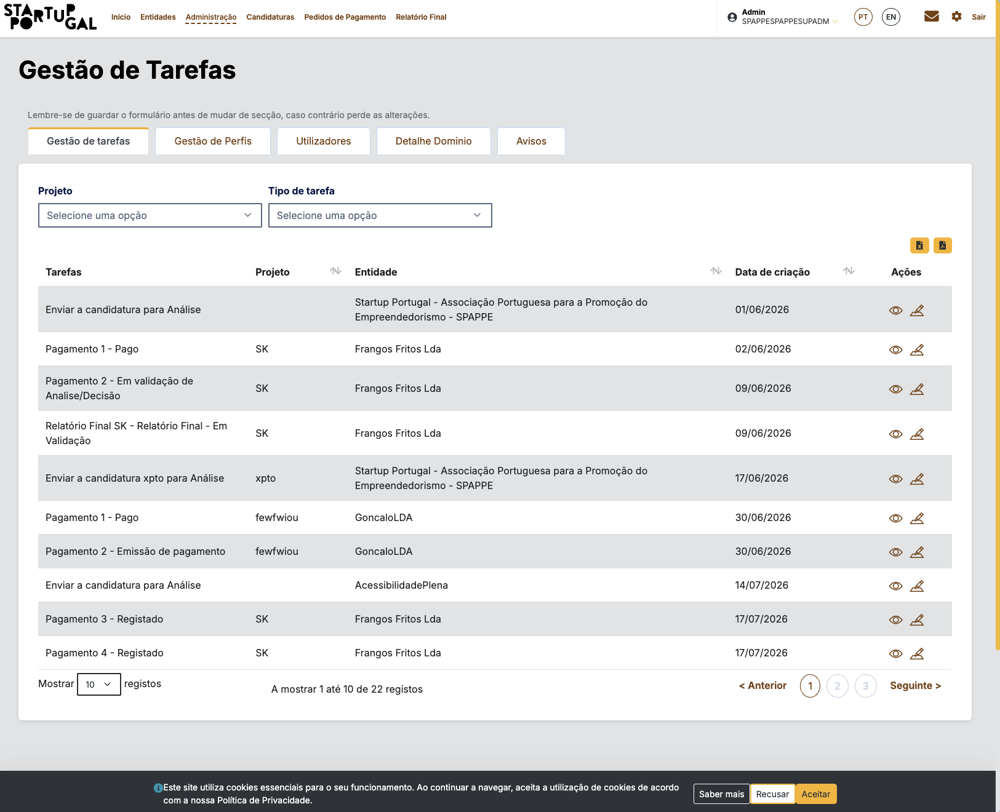 STARTUP
PORTUGAL
Início Entidades Administração Candidaturas Pedidos de Pagamento Relatório Final
Admin
SPAPPESPAPPESUPADM
PT EN Sair
Gestão de Tarefas
Lembre-se de guardar o formulário antes de mudar de secção, caso contrário perde as alterações.
Gestão de tarefas Gestão de Perfis Utilizadores Detalhe Dominio Avisos
Projeto Tipo de tarefa
Selecione uma opção Selecione uma opção
Tarefas Projeto Entidade Data de criação Ações
Enviar a candidatura para Análise Startup Portugal - Associação Portuguesa para a Promoção do 01/06/2026
Empreendedorismo - SPAPPE
Pagamento 1 - Pago SK Frangos Fritos Lda 02/06/2026
Pagamento 2 - Em validação de
Analise/Decisão SK Frangos Fritos Lda 09/06/2026
Relatório Final SK - Relatório Final - Em
Validação SK Frangos Fritos Lda 09/06/2026
Enviar a candidatura xpto para Análise xpto Startup Portugal - Associação Portuguesa para a Promoção do 17/06/2026
Empreendedorismo - SPAPPE
Pagamento 1 - Pago fewfwiou GoncaloLDA 30/06/2026
Pagamento 2 - Emissão de pagamento fewfwiou GoncaloLDA 30/06/2026
Enviar a candidatura para Análise AcessibilidadePlena 14/07/2026
Pagamento 3 - Registado SK Frangos Fritos Lda 17/07/2026
Pagamento 4 - Registado SK Frangos Fritos Lda 17/07/2026
Mostrar 10 registos A mostrar 1 até 10 de 22 registos < Anterior 1 2 3 Seguinte >
Este site utiliza cookies essenciais para o seu funcionamento. Ao continuar a navegar, aceita a utilização de cookies de acordo
com a nossa Política de Privacidade.
Saber mais Recusar Aceitar